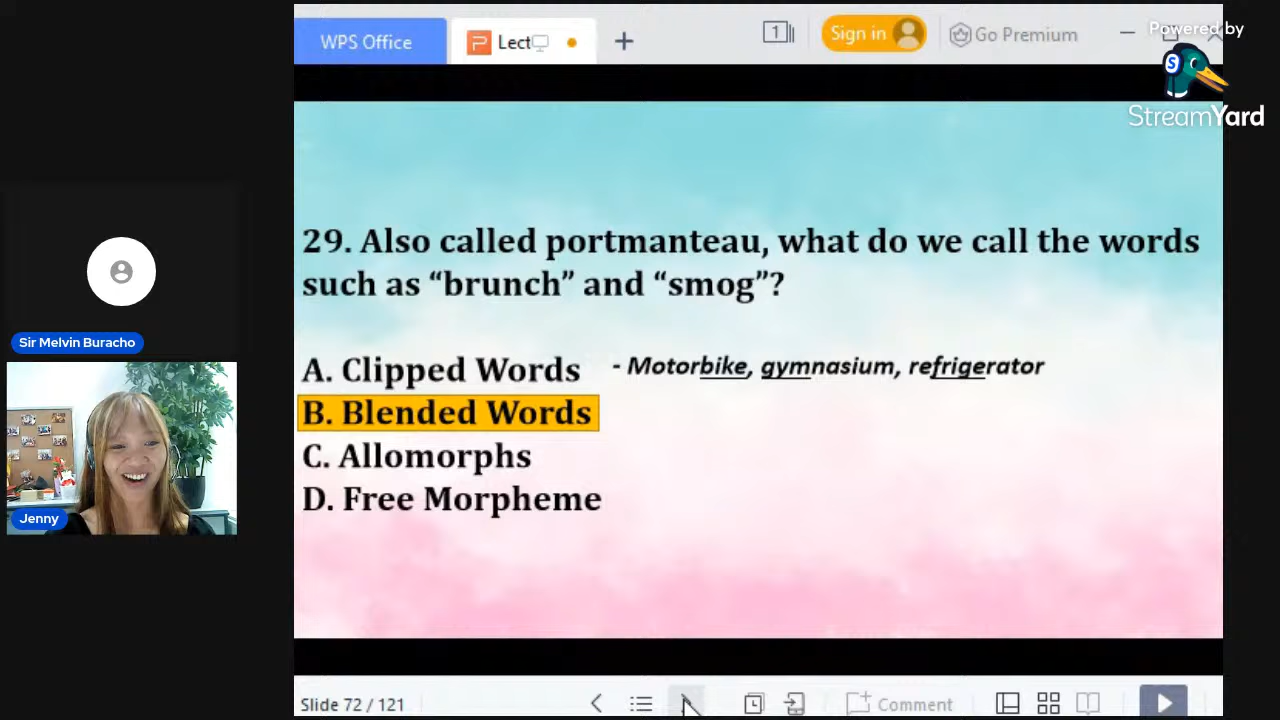 WPS Office
Lect
1
Sign in
Go Premium
Powered by
S
StreamYard
29. Also called portmanteau, what do we call the words
such as “brunch” and “smog”?
A. Clipped Words - Motorbike, gymnasium, refrigerator
B. Blended Words
C. Allomorphs
D. Free Morpheme
Sir Melvin Buracho
Jenny
Slide 72 / 121
Comment